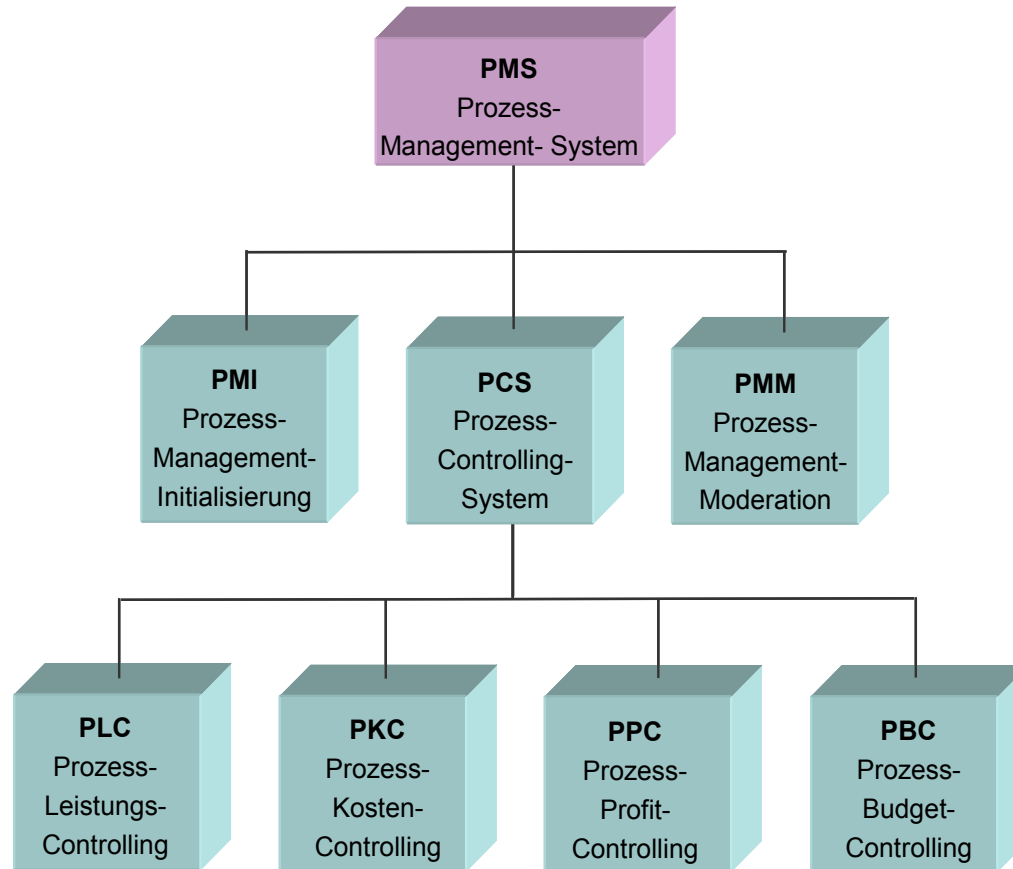 PMS
Prozess-
Management- System
PMI
Prozess-
Management-
Initialisierung
PCS
Prozess-
Controlling-
System
PMM
Prozess-
Management-
Moderation
PLC
Prozess-
Leistungs-
Controlling
PKC
Prozess-
Kosten-
Controlling
PPC
Prozess-
Profit-
Controlling
PBC
Prozess-
Budget-
Controlling